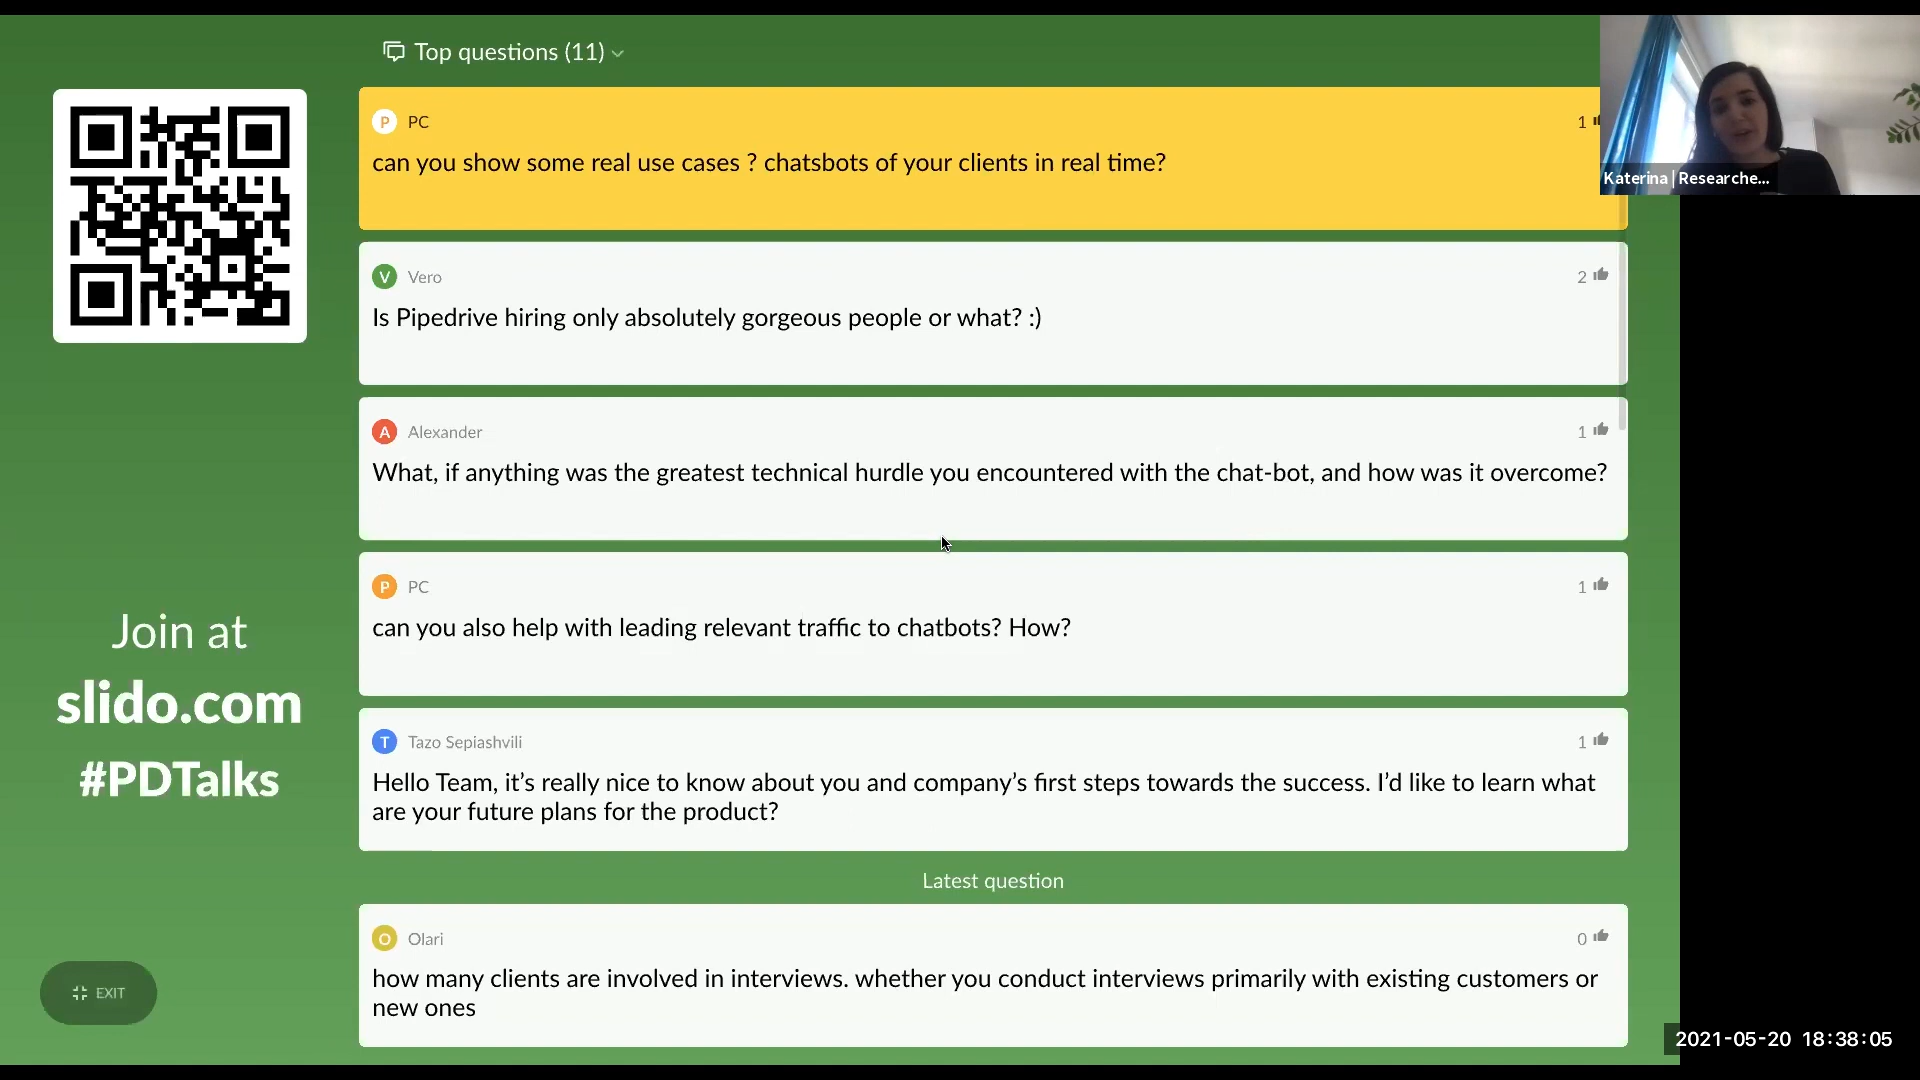 Top questions (11)
P PC 1
can you show some real use cases ? chatsbots of your clients in real time?
Katerina | Researche...
V Vero 2
Is Pipedrive hiring only absolutely gorgeous people or what? :)
A Alexander 1
What, if anything was the greatest technical hurdle you encountered with the chat-bot, and how was it overcome?
P PC 1
can you also help with leading relevant traffic to chatbots? How?
Join at
slido.com
#PDTalks
T Tazo Sepiashvili 1
Hello Team, it’s really nice to know about you and company’s first steps towards the success. I’d like to learn what
are your future plans for the product?
Latest question
O Olari 0
how many clients are involved in interviews. whether you conduct interviews primarily with existing customers or
new ones
EXIT
2021-05-20 18:38:05